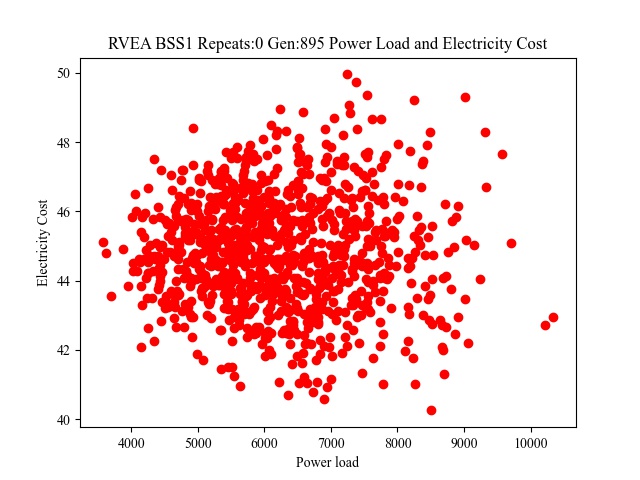 RVEA BSS1 Repeats:0 Gen:895 Power Load and Electricity Cost
50
48
46
44
42
40
Electricity Cost
4000 5000 6000 7000 8000 9000 10000
Power load